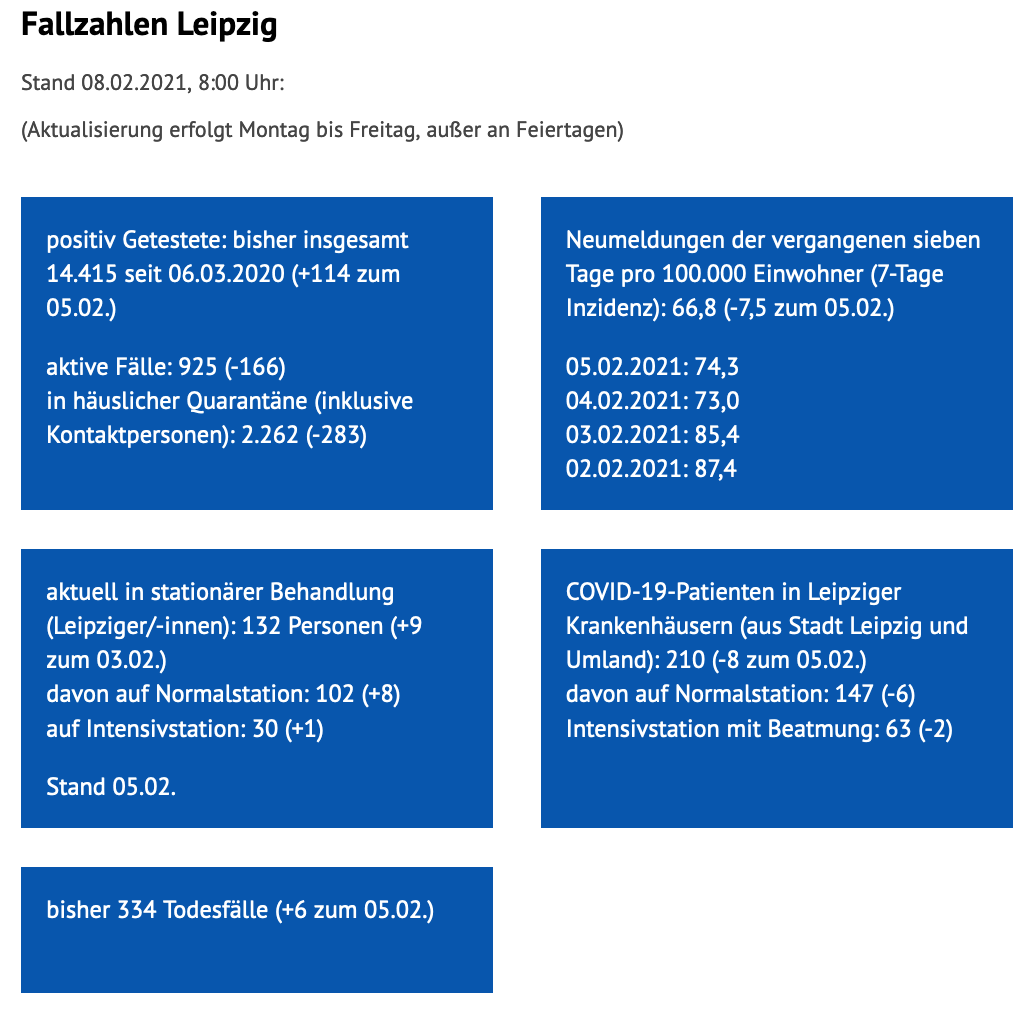 Fallzahlen Leipzig
Stand 08.02.2021, 8:00 Uhr:
(Aktualisierung erfolgt Montag bis Freitag, außer an Feiertagen)
positiv Getestete: bisher insgesamt
14.415 seit 06.03.2020 (+114 zum
05.02.)
aktive Fälle: 925 (-166)
in häuslicher Quarantäne (inklusive
Kontaktpersonen): 2.262 (-283)
Neumeldungen der vergangenen sieben
Tage pro 100.000 Einwohner (7-Tage
Inzidenz): 66,8 (-7,5 zum 05.02.)
05.02.2021: 74,3
04.02.2021: 73,0
03.02.2021: 85,4
02.02.2021: 87,4
aktuell in stationärer Behandlung
(Leipziger/-innen): 132 Personen (+9
zum 03.02.)
davon auf Normalstation: 102 (+8)
auf Intensivstation: 30 (+1)
Stand 05.02.
COVID-19-Patienten in Leipziger
Krankenhäusern (aus Stadt Leipzig und
Umland): 210 (-8 zum 05.02.)
davon auf Normalstation: 147 (-6)
Intensivstation mit Beatmung: 63 (-2)
bisher 334 Todesfälle (+6 zum 05.02.)